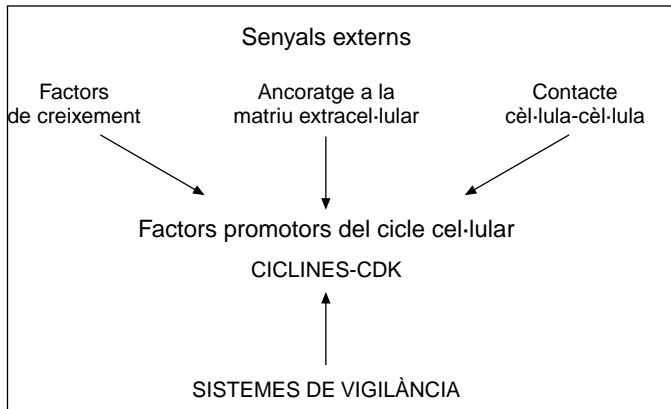 Senyals externs
Factors
de creixement
Ancoratge a la
matriu extracel·lular
Contacte
cèl·lula-cèl·lula
Factors promotors del cicle cel·lular
CICLINES-CDK
SISTEMES DE VIGILÀNCIA